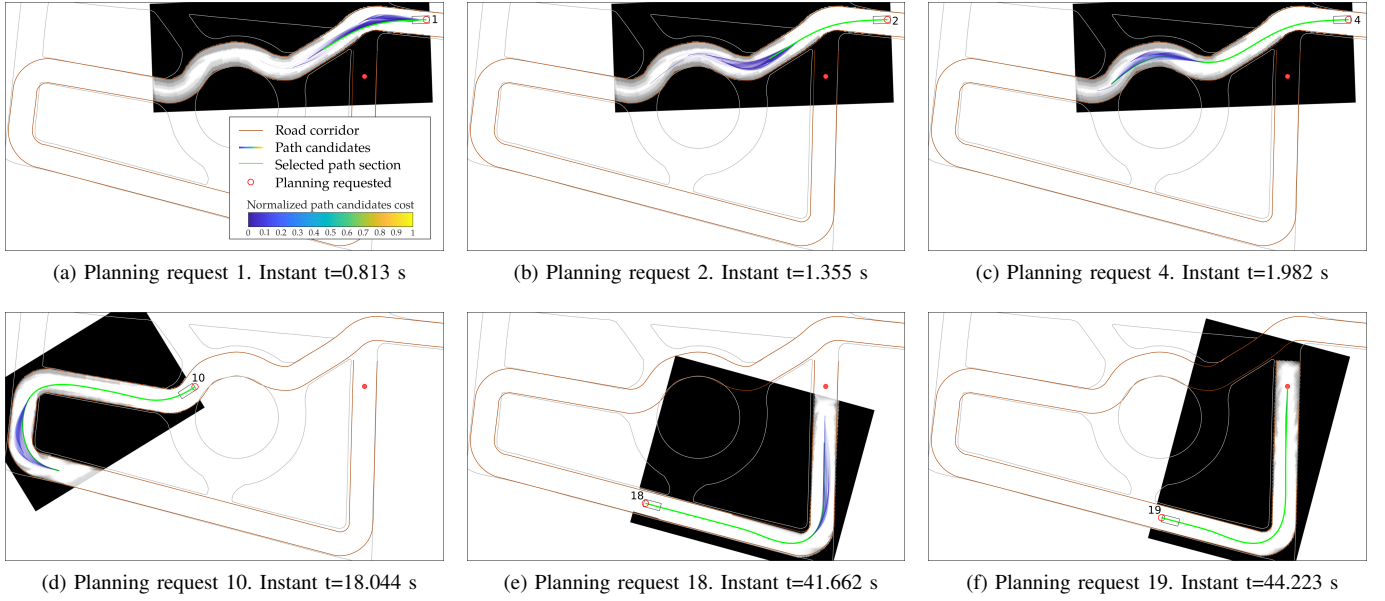 1
2
4
Road corridor
Path candidates
Selected path section
Planning requested
Normalized path candidates cost
0 0.1 0.2 0.3 0.4 0.5 0.6 0.7 0.8 0.9 1
(a) Planning request 1. Instant t=0.813 s
(b) Planning request 2. Instant t=1.355 s
(c) Planning request 4. Instant t=1.982 s
10
18
19
(d) Planning request 10. Instant t=18.044 s
(e) Planning request 18. Instant t=41.662 s
(f) Planning request 19. Instant t=44.223 s